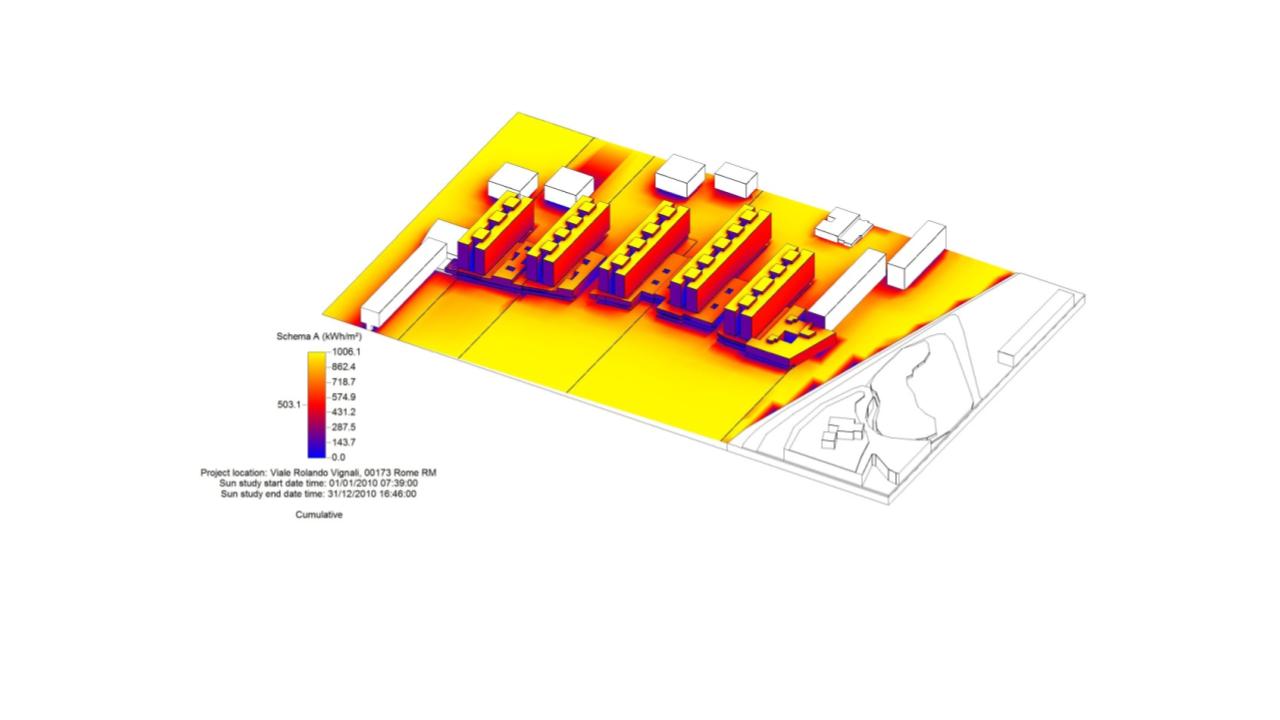 Schema A (kWh/m²)
1006.1
862.4
718.7
574.9
503.1
431.2
287.5
143.7
0.0
Project location: Viale Rolando Vignali, 00173 Rome RM
Sun study start date time: 01/01/2010 07:39:00
Sun study end date time: 31/12/2010 16:46:00
Cumulative